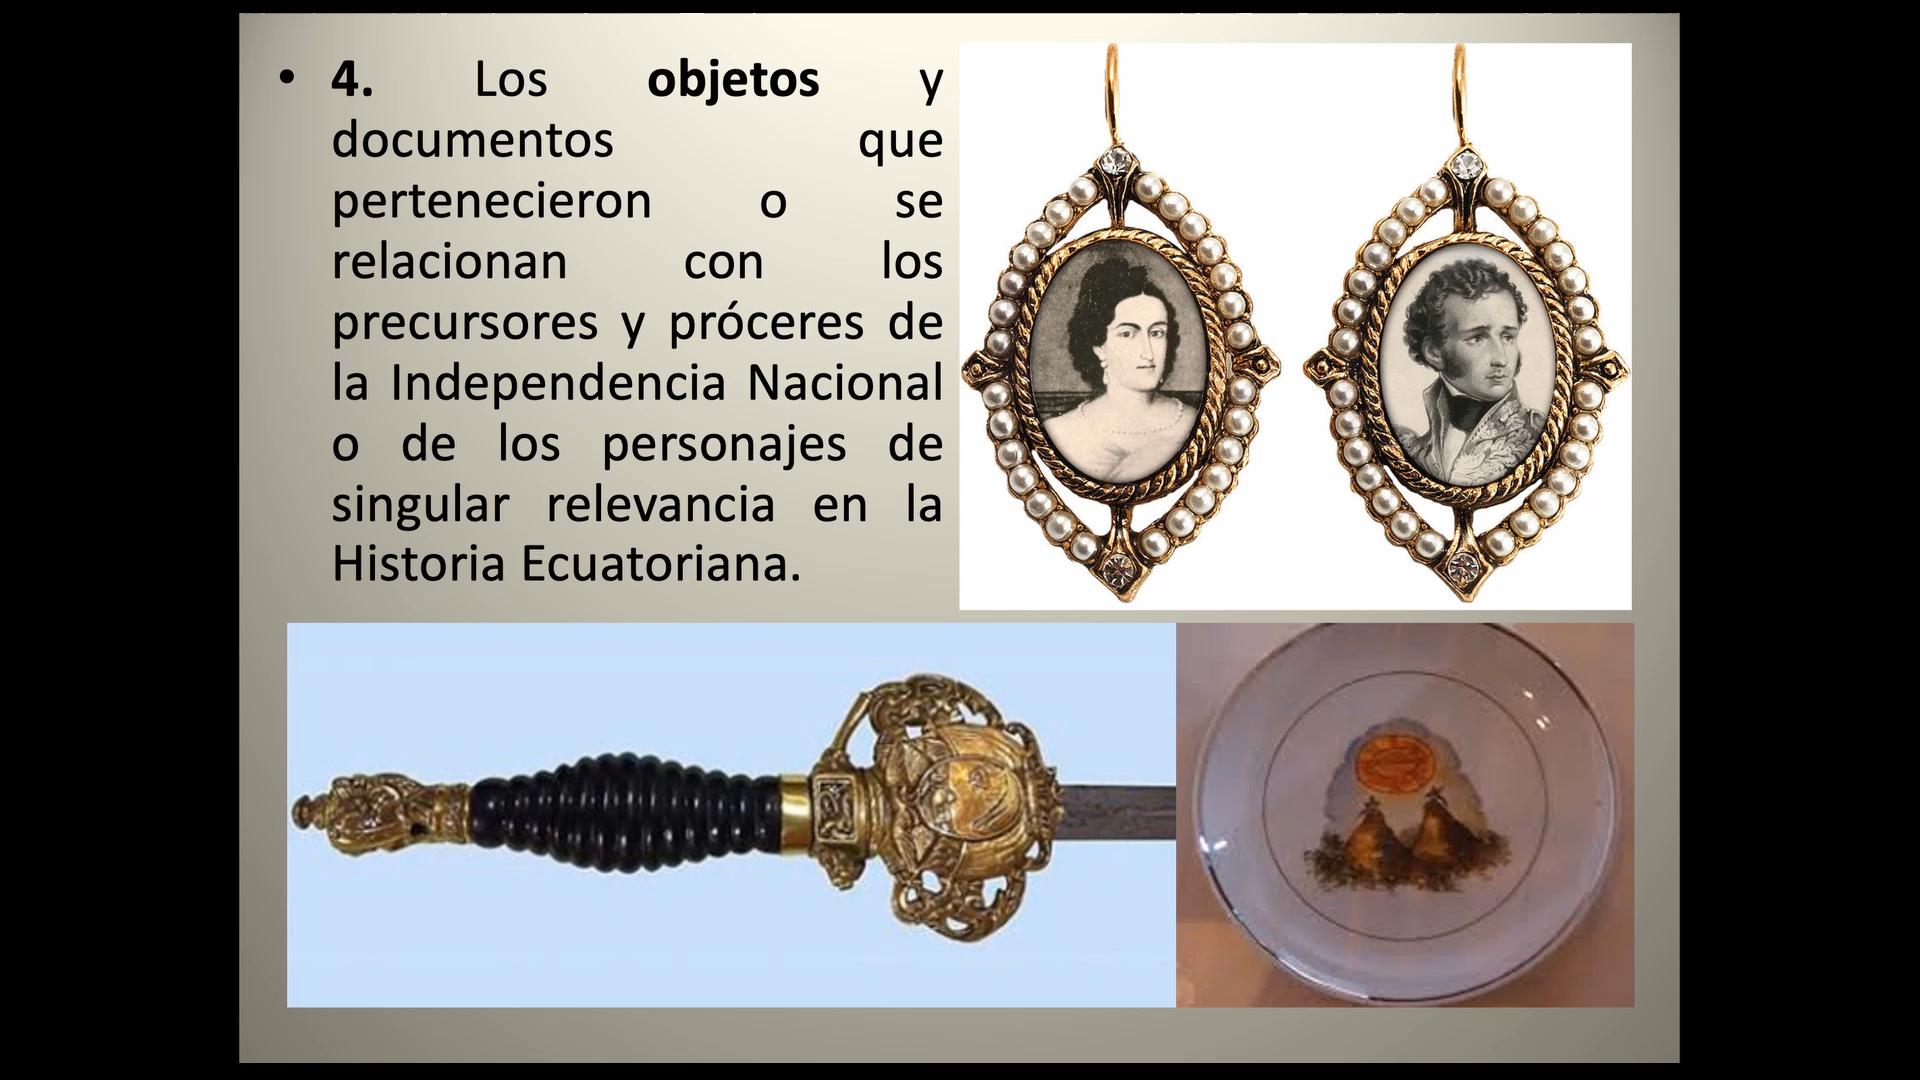 • 4. Los objetos y
documentos que
pertenecieron o se
relacionan con los
precursores y próceres de
la Independencia Nacional
o de los personajes de
singular relevancia en la
Historia Ecuatoriana.